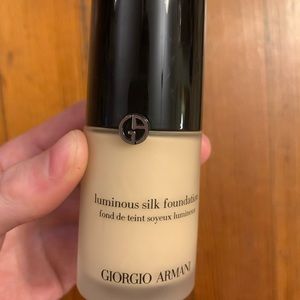 luminous silk foundation
fond de teint soyeux lumineux
GIORGIO ARMANI